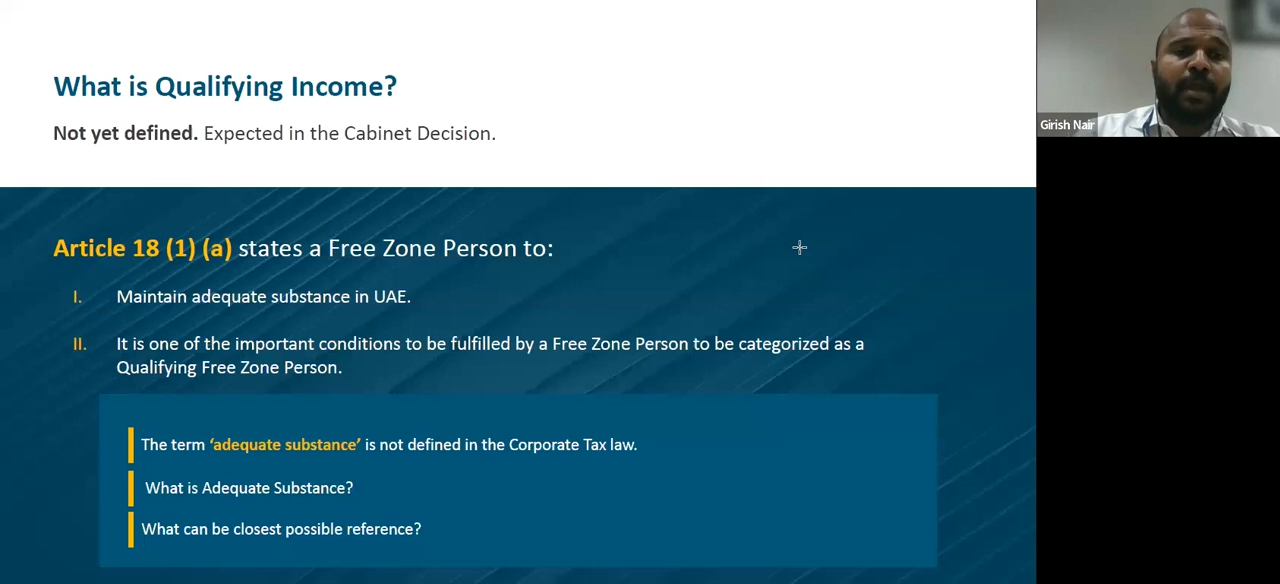 What is Qualifying Income?
Not yet defined. Expected in the Cabinet Decision.
Girish Nair
Article 18 (1) (a) states a Free Zone Person to:
I. Maintain adequate substance in UAE.
II. It is one of the important conditions to be fulfilled by a Free Zone Person to be categorized as a
Qualifying Free Zone Person.
The term ‘adequate substance’ is not defined in the Corporate Tax law.
What is Adequate Substance?
What can be closest possible reference?